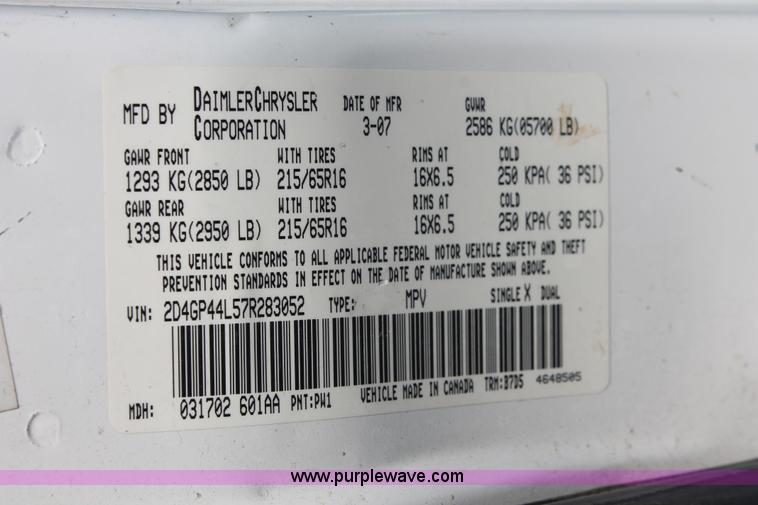 MFD BY DAIMLERCHRYSLER CORPORATION DATE OF MFR 3-07 GVWR 2586 KG(05700 LB)
GAWR FRONT WITH TIRES RIMS AT COLD
1293 KG(2850 LB) 215/65R16 16X6.5 250 KPA( 36 PSI)
GAWR REAR WITH TIRES RIMS AT COLD
1339 KG(2950 LB) 215/65R16 16X6.5 250 KPA( 36 PSI)
THIS VEHICLE CONFORMS TO ALL APPLICABLE FEDERAL MOTOR VEHICLE SAFETY AND THEFT
PREVENTION STANDARDS IN EFFECT ON THE DATE OF MANUFACTURE SHOWN ABOVE.
VIN: 2D4GP44L57R283052 TYPE: MPV SINGLE X DUAL
MDH: 031702 601AA PNT:PW1 VEHICLE MADE IN CANADA TRM:B7D5 4648505
www.purplewave.com